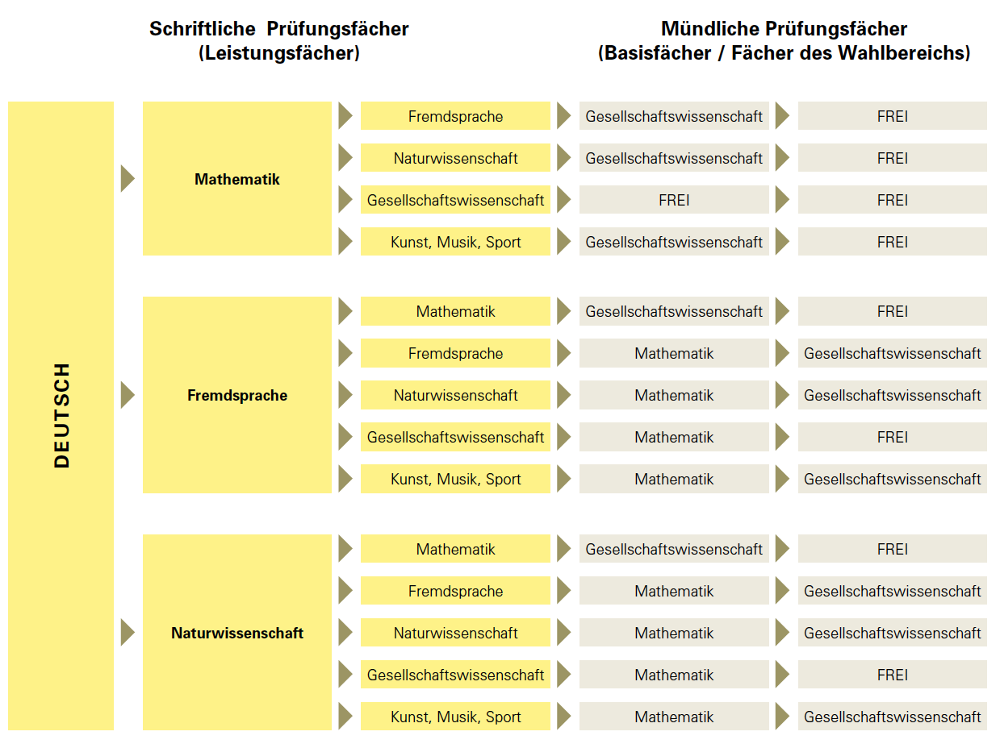 Schriftliche Prüfungsfächer
(Leistungsfächer)
Mündliche Prüfungsfächer
(Basisfächer / Fächer des Wahlbereichs)
DEUTSCH
Mathematik
Fremdsprache
Gesellschaftswissenschaft
FREI
Naturwissenschaft
Gesellschaftswissenschaft
FREI
Gesellschaftswissenschaft
FREI
FREI
Kunst, Musik, Sport
Gesellschaftswissenschaft
FREI
Fremdsprache
Mathematik
Gesellschaftswissenschaft
FREI
Fremdsprache
Mathematik
Gesellschaftswissenschaft
Naturwissenschaft
Mathematik
Gesellschaftswissenschaft
Gesellschaftswissenschaft
Mathematik
FREI
Kunst, Musik, Sport
Mathematik
Gesellschaftswissenschaft
Naturwissenschaft
Mathematik
Gesellschaftswissenschaft
FREI
Fremdsprache
Mathematik
Gesellschaftswissenschaft
Naturwissenschaft
Mathematik
Gesellschaftswissenschaft
Gesellschaftswissenschaft
Mathematik
FREI
Kunst, Musik, Sport
Mathematik
Gesellschaftswissenschaft